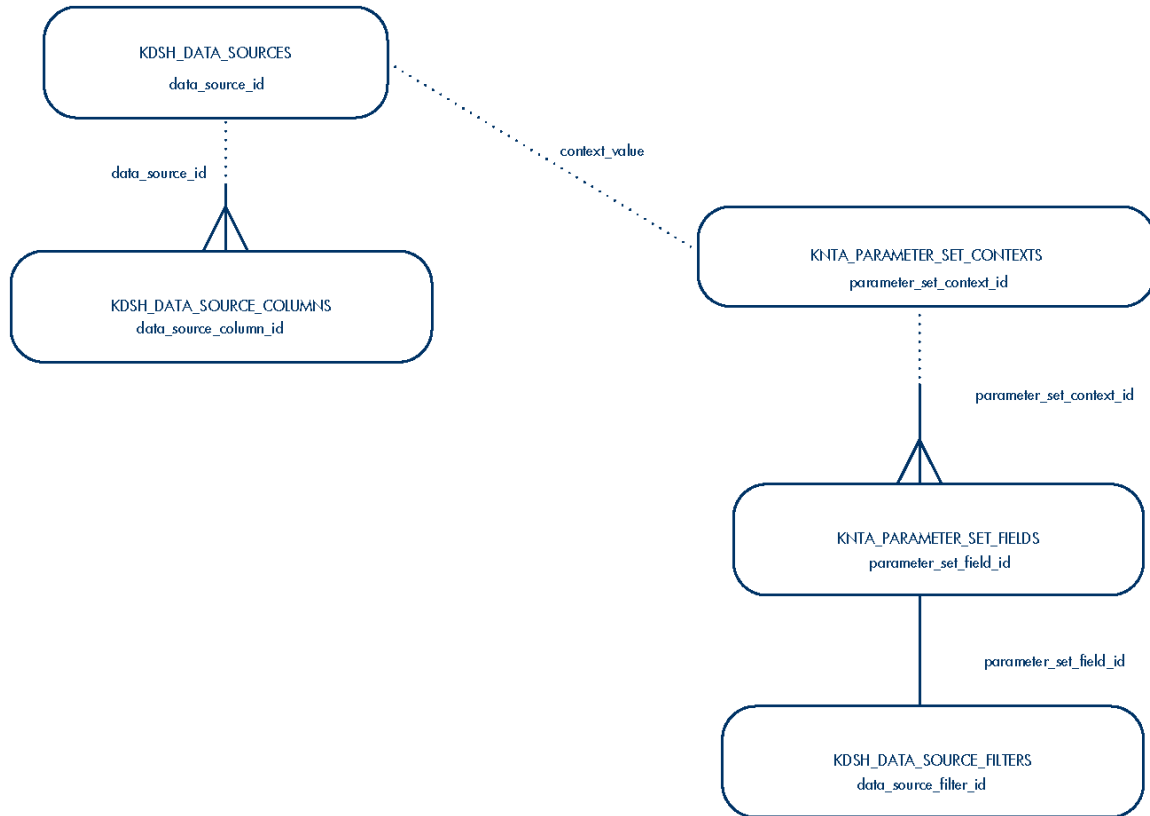 KDSH_DATA_SOURCES
data_source_id
context_value
data_source_id
KNTA_PARAMETER_SET_CONTEXTS
parameter_set_context_id
KDSH_DATA_SOURCE_COLUMNS
data_source_column_id
parameter_set_context_id
KNTA_PARAMETER_SET_FIELDS
parameter_set_field_id
parameter_set_field_id
KDSH_DATA_SOURCE_FILTERS
data_source_filter_id